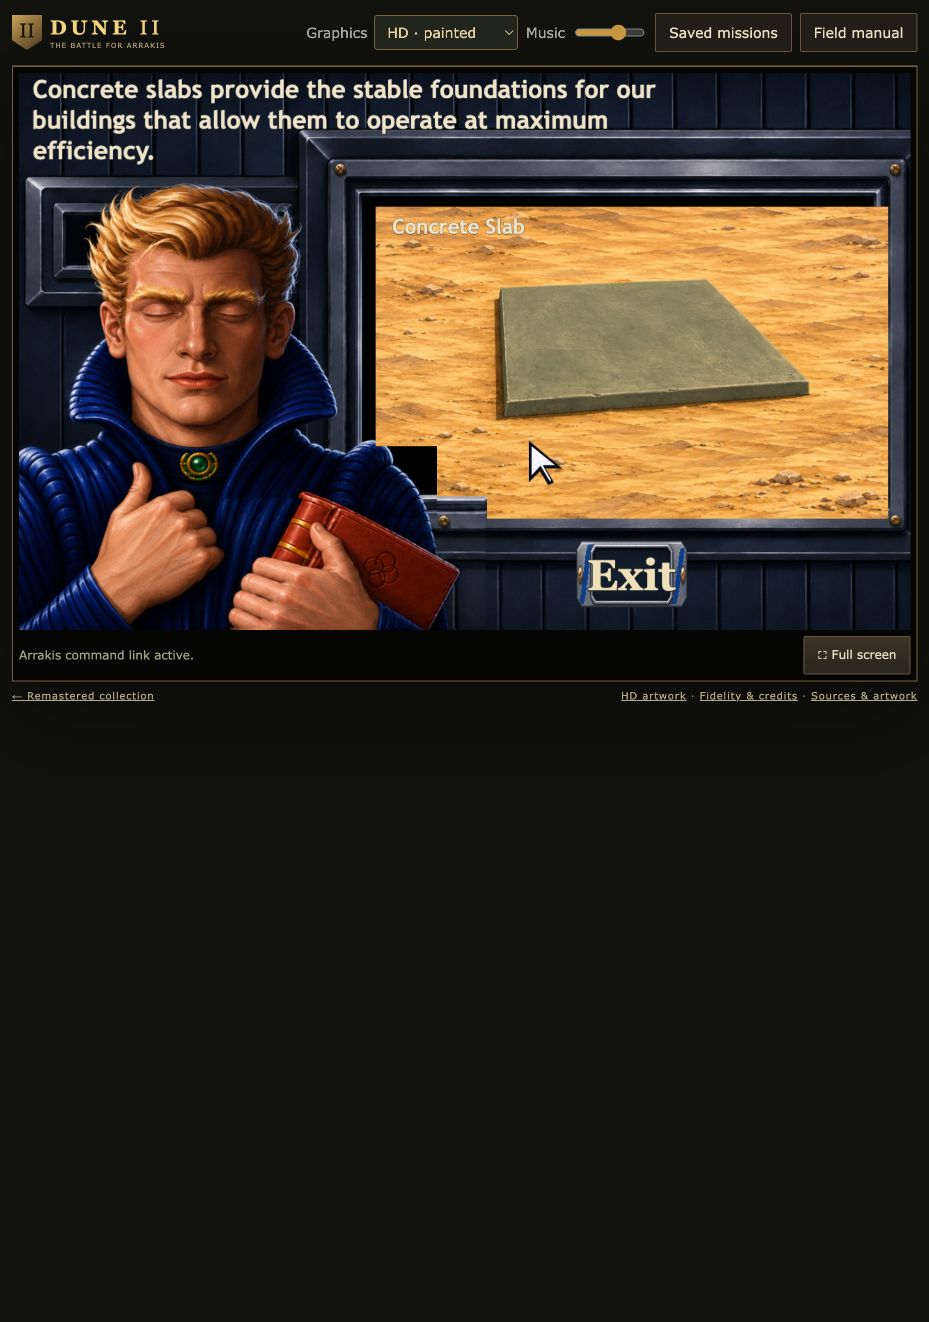 II
DUNE II
THE BATTLE FOR ARRAKIS
Graphics
HD · painted
Music
Saved missions
Field manual
Concrete slabs provide the stable foundations for our
buildings that allow them to operate at maximum
efficiency.
Concrete Slab
Exit
Arrakis command link active.
⛶ Full screen
← Remastered collection
HD artwork · Fidelity & credits · Sources & artwork